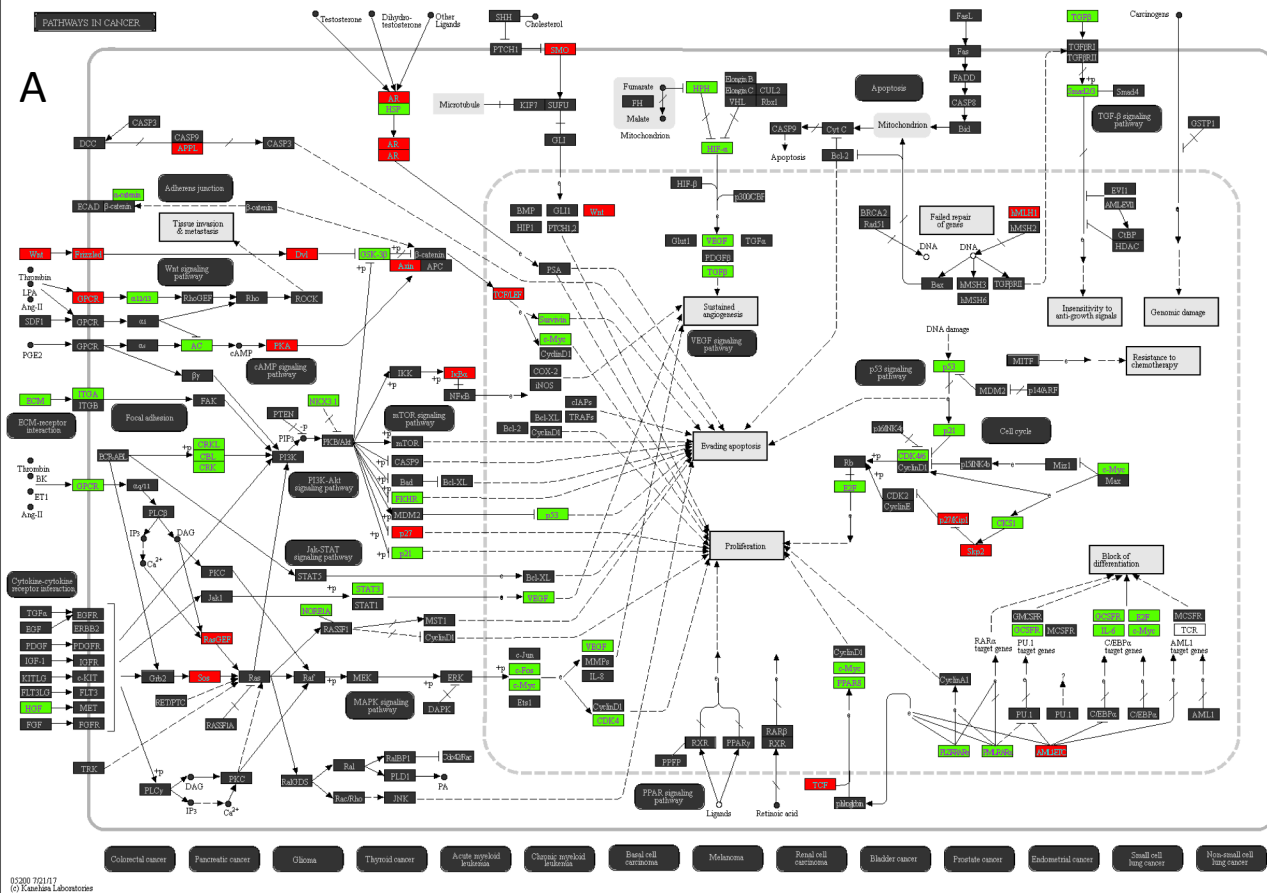 PATHWAYS IN CANCER
A
Testosterone
Dihydro-
testosterone
Other
Ligands
SHH
Cholesterol
PTCH1
SMO
Microtubule
KIF7
SUFU
GLI
AR
HSP
AR
AR
Fumarate
FH
Malate
Mitochondrion
HPH
Elongin B
Elongin C
CUL2
VHL
Rbx1
HIF-α
Apoptosis
CASP9
Cyt C
Mitochondrion
Apoptosis
Bcl-2
FasL
Fas
FADD
CASP8
Bid
TGFβ
TGFβRI
TGFβRII
+p
Smad2/3
Smad4
TGF-β signaling
pathway
Carcinogens
GSTP1
DCC
CASP3
CASP9
APPL
CASP3
α-catenin
Adherens junction
ECAD
β-catenin
β-catenin
Tissue invasion
& metastasis
Wnt
Frizzled
Dvl
GSK-3β
+p
β-catenin
Axin
APC
Wnt signaling
pathway
Thrombin
LPA
Ang-II
GPCR
α12/13
RhoGEF
Rho
ROCK
SDF1
GPCR
αi
PGE2
GPCR
αs
AC
cAMP
PKA
cAMP signaling
pathway
βγ
ECM
ITGA
ITGB
FAK
ECM-receptor
interaction
Focal adhesion
PTEN
-p
PIP3
NKX3.1
PKB/Akt
IKK
IκBα
+p
+p
NFκB
mTOR signaling
pathway
mTOR
CASP9
Bad
Bcl-XL
FKHR
MDM2
p53
p27
p21
+p
BCRABL
+p
CRKL
CBL
CRK
PI3K
PI3K-Akt
signaling pathway
Thrombin
BK
ET1
Ang-II
GPCR
αq/11
PLCβ
IP3
DAG
Ca2+
PKC
Jak-STAT
signaling pathway
STAT5
Bcl-XL
Jak1
+p
STAT3
STAT1
VEGF
Cytokine-cytokine
receptor interaction
TGFα
EGFR
EGF
ERBB2
PDGF
PDGFR
IGF-1
IGFR
KITLG
c-KIT
FLT3LG
FLT3
HGF
MET
FGF
FGFR
TRK
RasGEF
NORE1A
RASSF1
MST1
CyclinD1
+p
Grb2
Sos
Ras
Raf
MEK
ERK
+p
RET/PTC
RASSF1A
DAPK
MAPK signaling
pathway
c-Jun
c-Fos
c-Myc
Ets1
VEGF
MMPs
IL-8
CyclinD1
CDK4
+p
PLCγ
DAG
IP3
Ca2+
PKC
RalGDS
Ral
RalBP1
Cdc42/Rac
PLD1
PA
Rac/Rho
JNK
BMP
GLI1
Wnt
HIP1
PTCH1,2
PSA
TCF/LEF
Survivin
c-Myc
CyclinD1
COX-2
iNOS
cIAPs
Bcl-XL
TRAFs
Bcl-2
CyclinD1
HIF-β
p300/CBP
Glut1
VEGF
TGFα
PDGFβ
TGFβ
Sustained
angiogenesis
VEGF signaling
pathway
Evading apoptosis
Proliferation
BRCA2
Rad51
Failed repair
of genes
hMLH1
hMSH2
DNA
DNA
Bax
hMSH3
TGFβRII
hMSH6
EVI1
AML-EVI1
CtBP
HDAC
Insensitivity to
anti-growth signals
Genomic damage
DNA damage
p53 signaling
pathway
p53
MDM2
p14/ARF
MITF
Resistance to
chemotherapy
p21
Cell cycle
p16INK4
CDK4/6
CyclinD1
p15INK4b
Miz1
c-Myc
Max
Rb
+p
E2F
CDK2
CyclinE
p27Kip1
CKS1
Skp2
Block of
differentiation
GMCSFR
GCSFR
MCSFR
GCSFR
E2F
IL-6
c-Myc
MCSFR
TCR
RARα
target genes
PU.1
target genes
C/EBPα
target genes
AML1
target genes
CyclinA1
PU.1
?
PU.1
C/EBPα
C/EBPα
AML1
PLZF-RARα
PML-RARα
AML1-ETO
CyclinD1
c-Myc
PPARδ
TCF
RXR
PPARγ
PPFP
RARβ
RXR
PPAR signaling
pathway
Ligands
Retinoic acid
Colorectal cancer
Pancreatic cancer
Glioma
Thyroid cancer
Acute myeloid
leukemia
Chronic myeloid
leukemia
Basal cell
carcinoma
Melanoma
Renal cell
carcinoma
Bladder cancer
Prostate cancer
Endometrial cancer
Small cell
lung cancer
Non-small cell
lung cancer
05200 7/21/17
(c) Kanehisa Laboratories